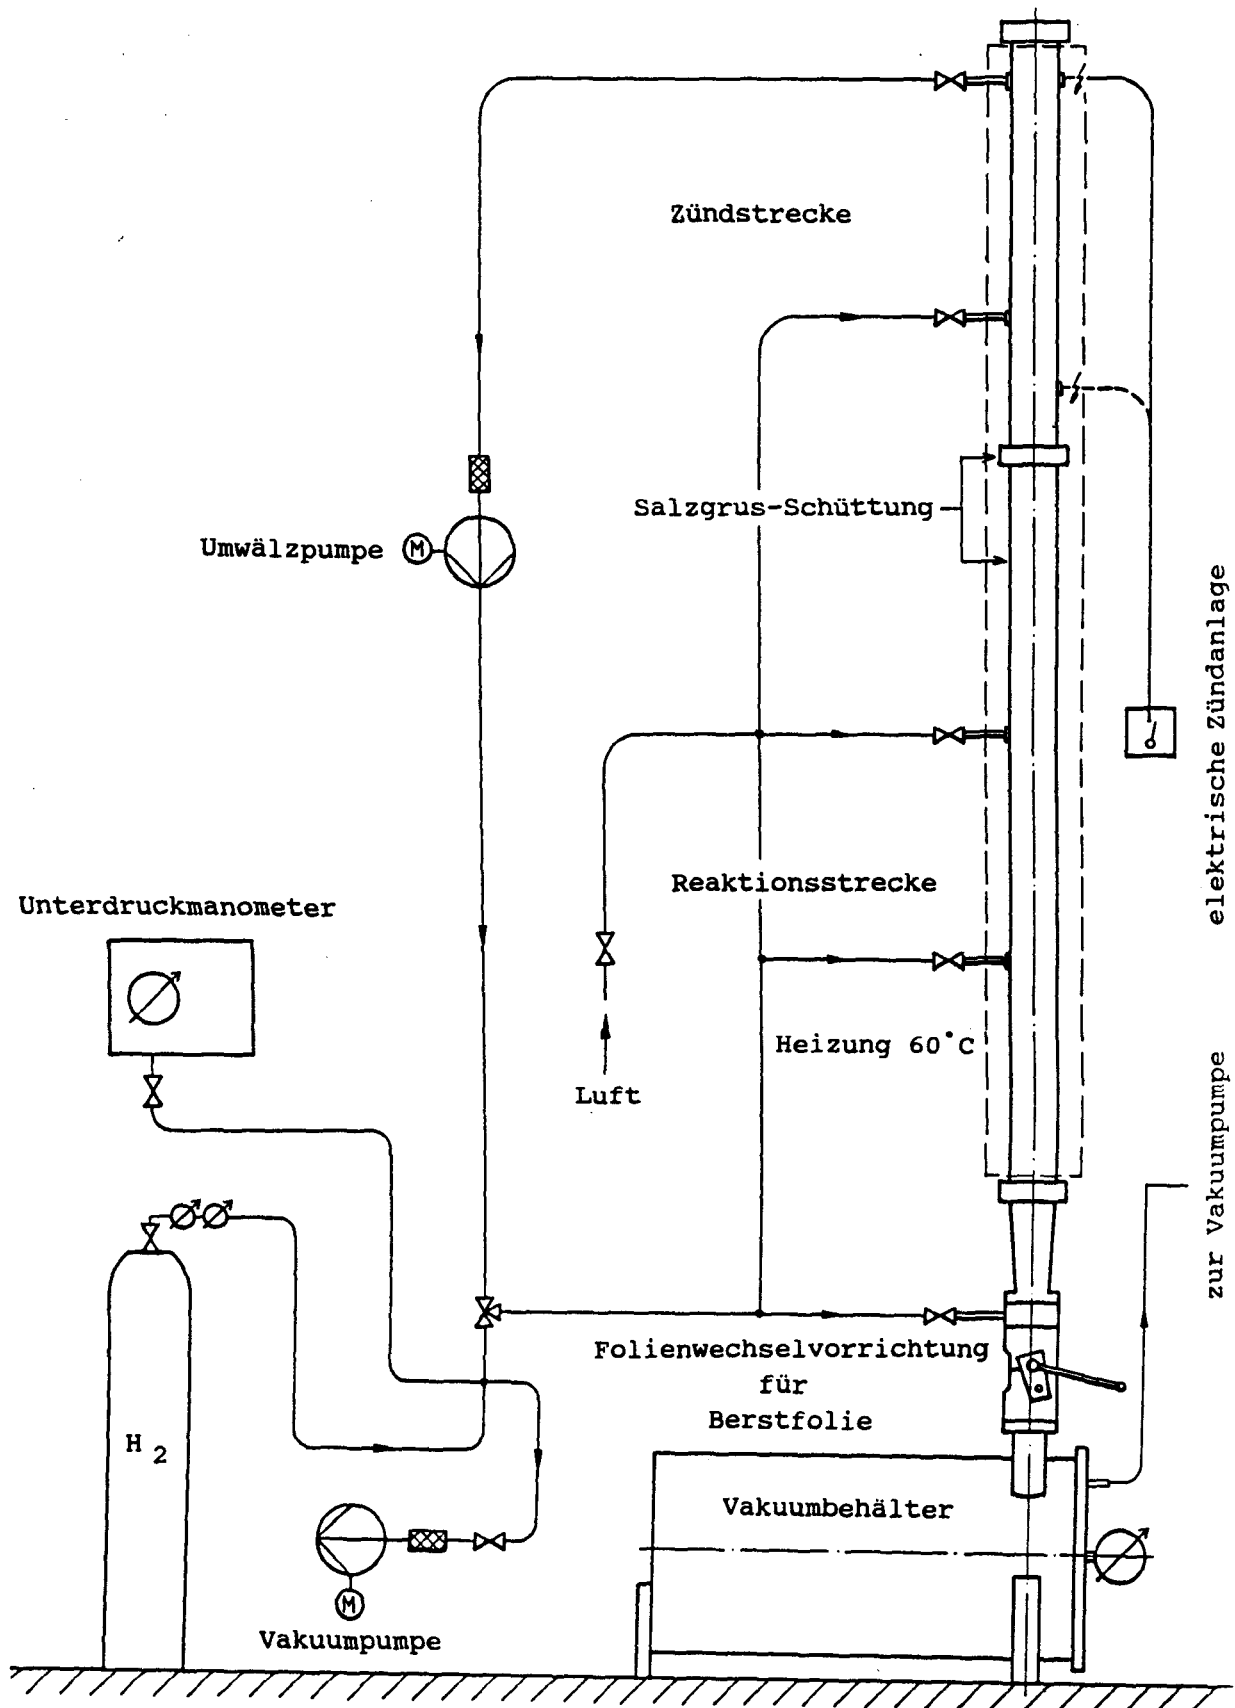 Zündstrecke
Salzgrus-Schüttung
Umwälzpumpe
M
elektrische Zündanlage
Reaktionsstrecke
Unterdruckmanometer
Heizung 60°C
Luft
zur Vakuumpumpe
Folienwechselvorrichtung
für
Berstfolie
H 2
Vakuumbehälter
M
Vakuumpumpe